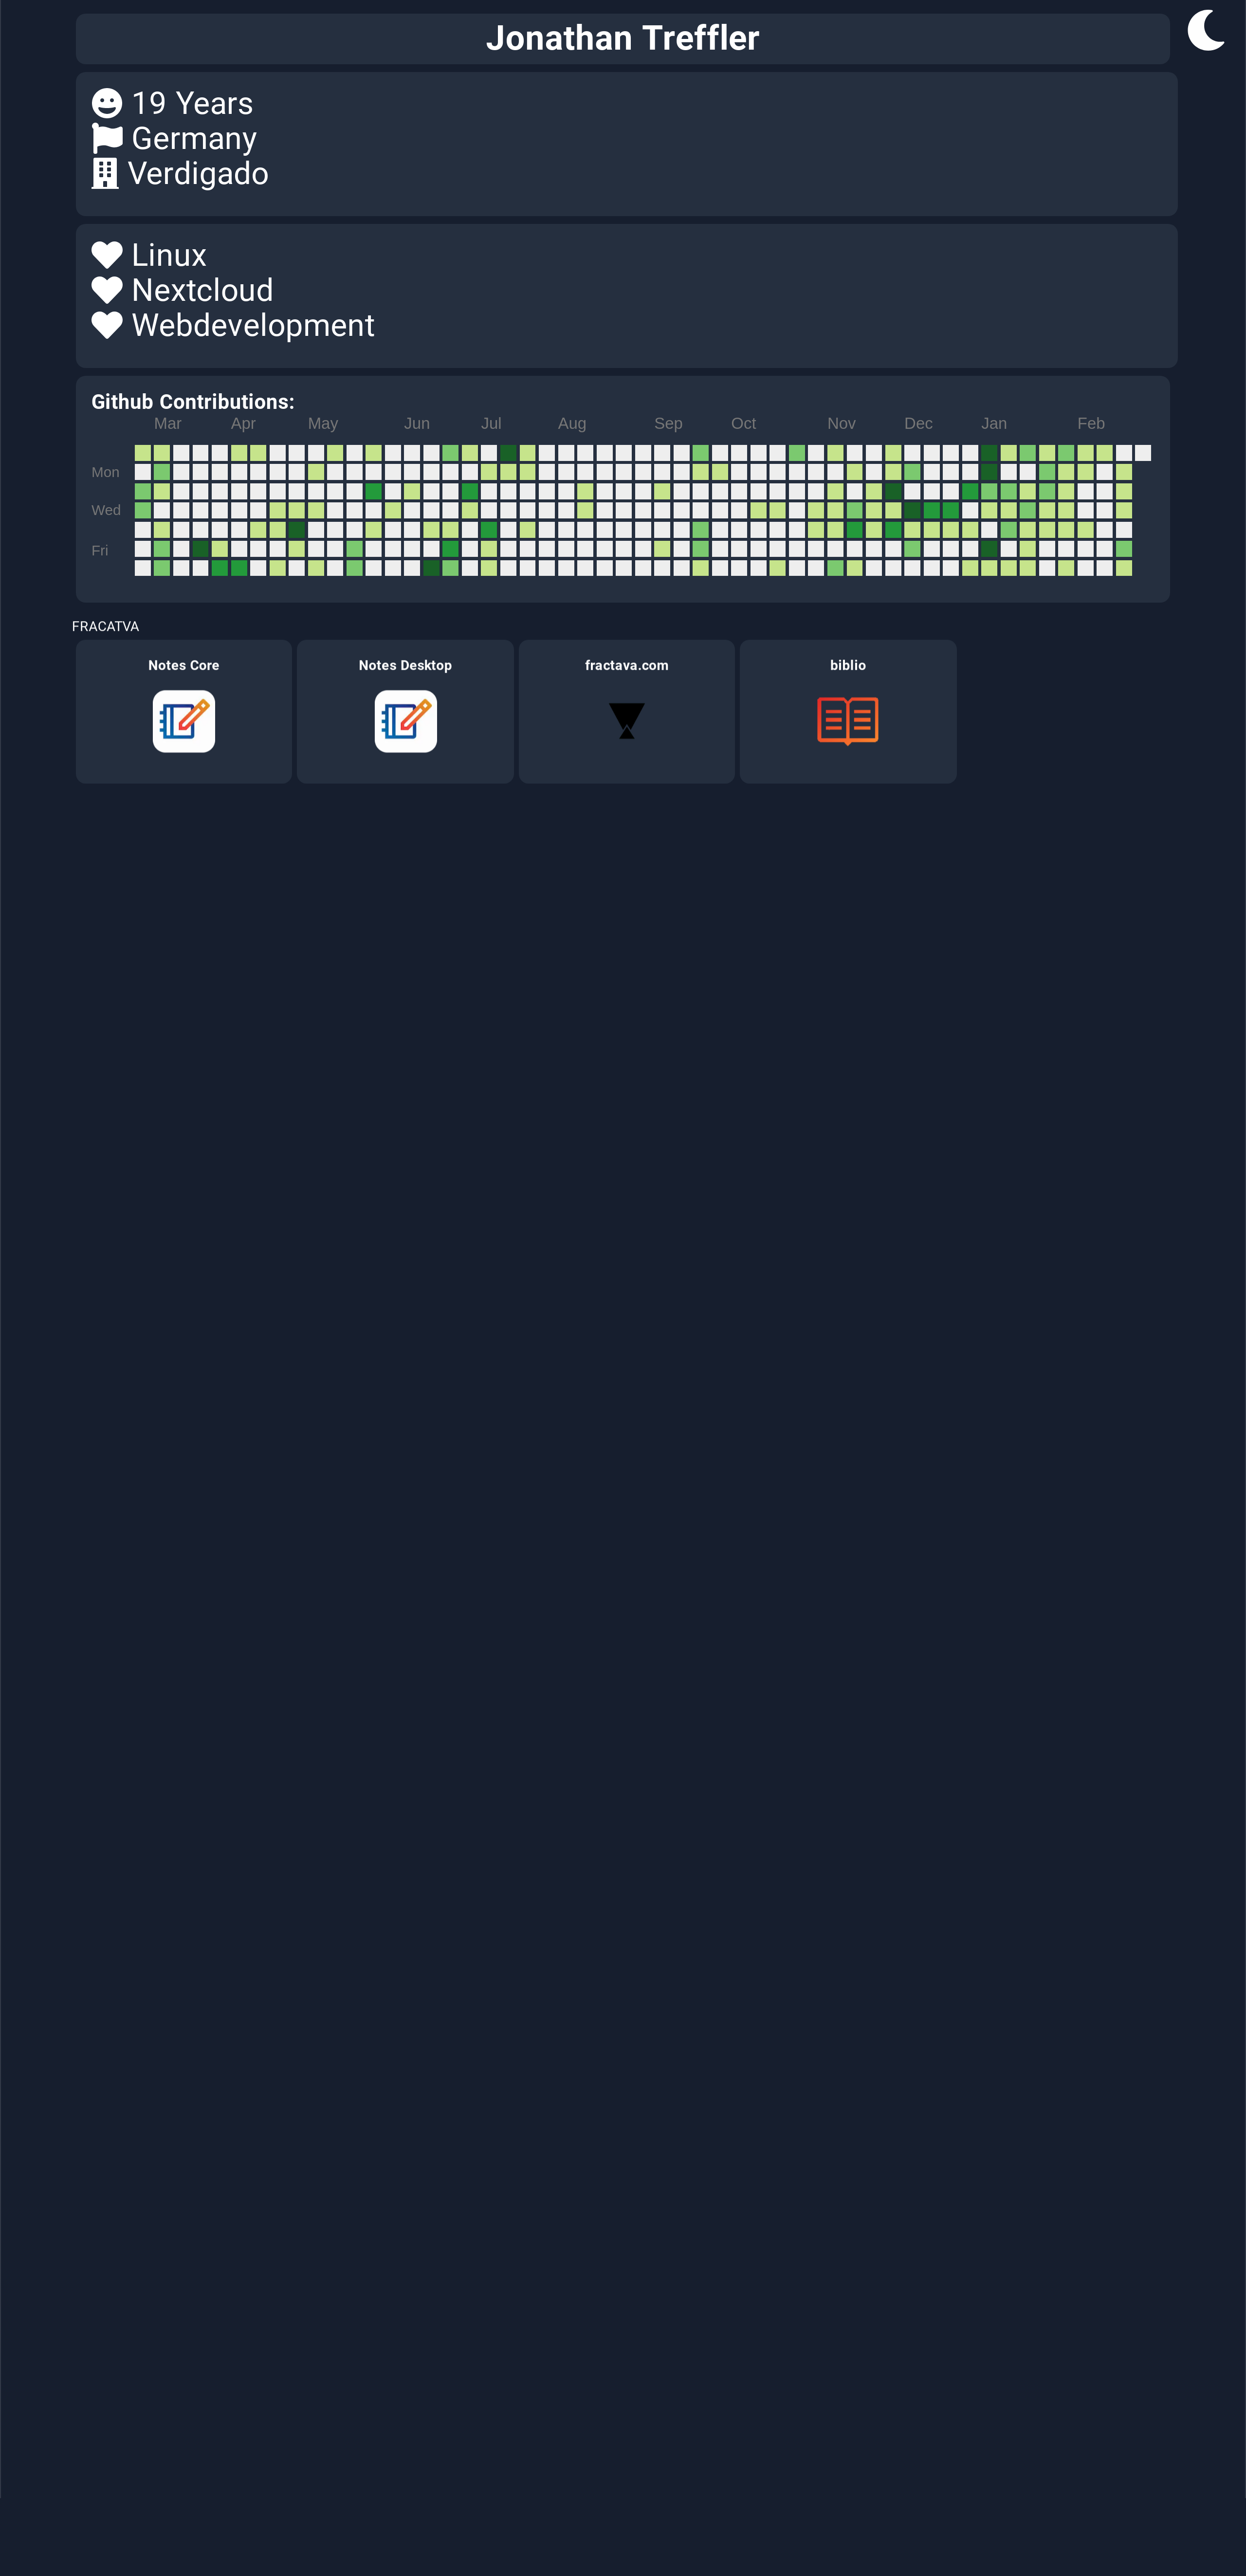 Jonathan Treffler
19 Years
Germany
Verdigado
Linux
Nextcloud
Webdevelopment
Github Contributions:
Mar Apr May Jun Jul Aug Sep Oct Nov Dec Jan Feb
Mon
Wed
Fri
FRACATVA
Notes Core Notes Desktop fractava.com biblio